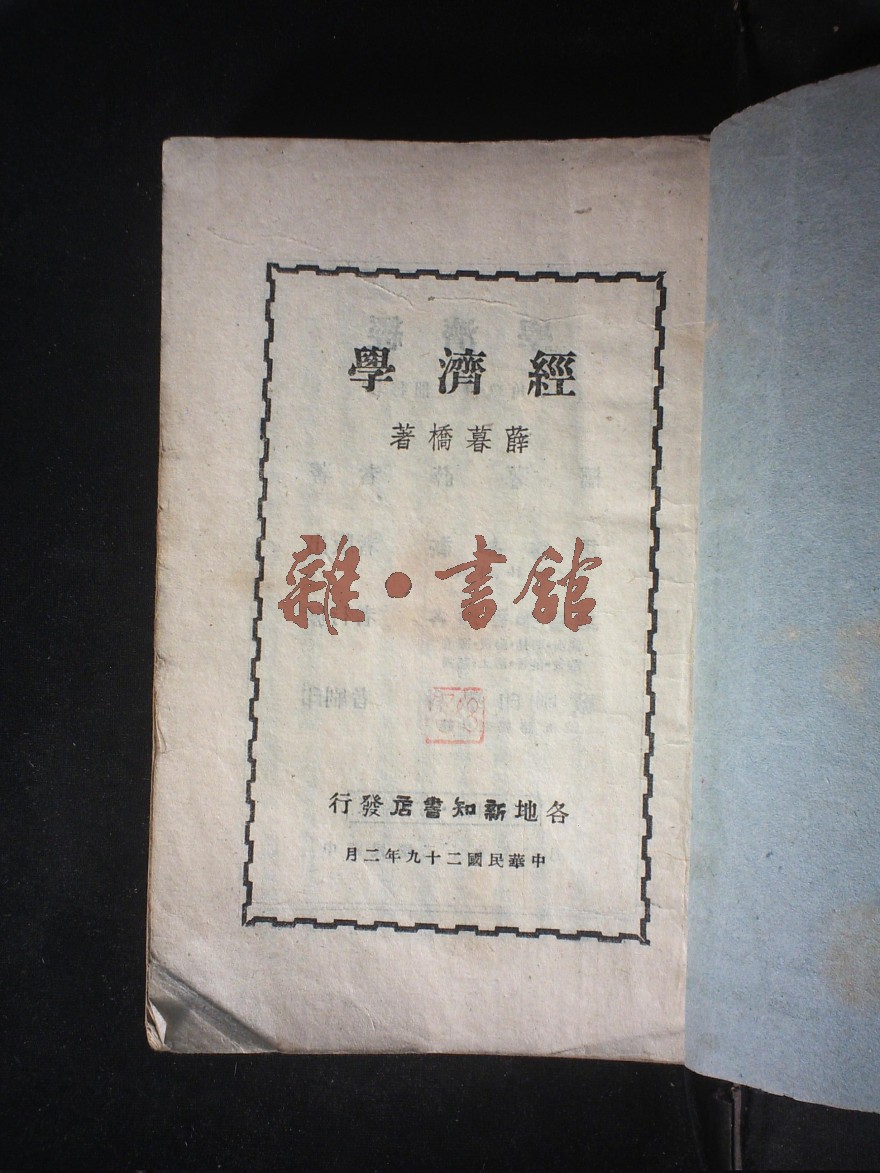 經濟學
薛暮橋著
雜·書館
各地新知書店發行
中華民國二十九年二月